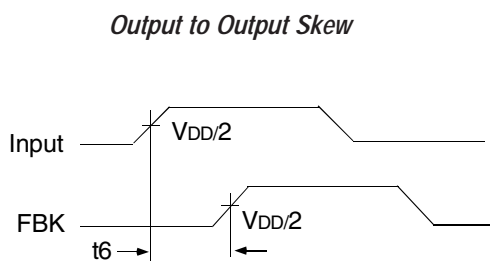 Output to Output Skew
Input
VDD/2
FBK
VDD/2
t6